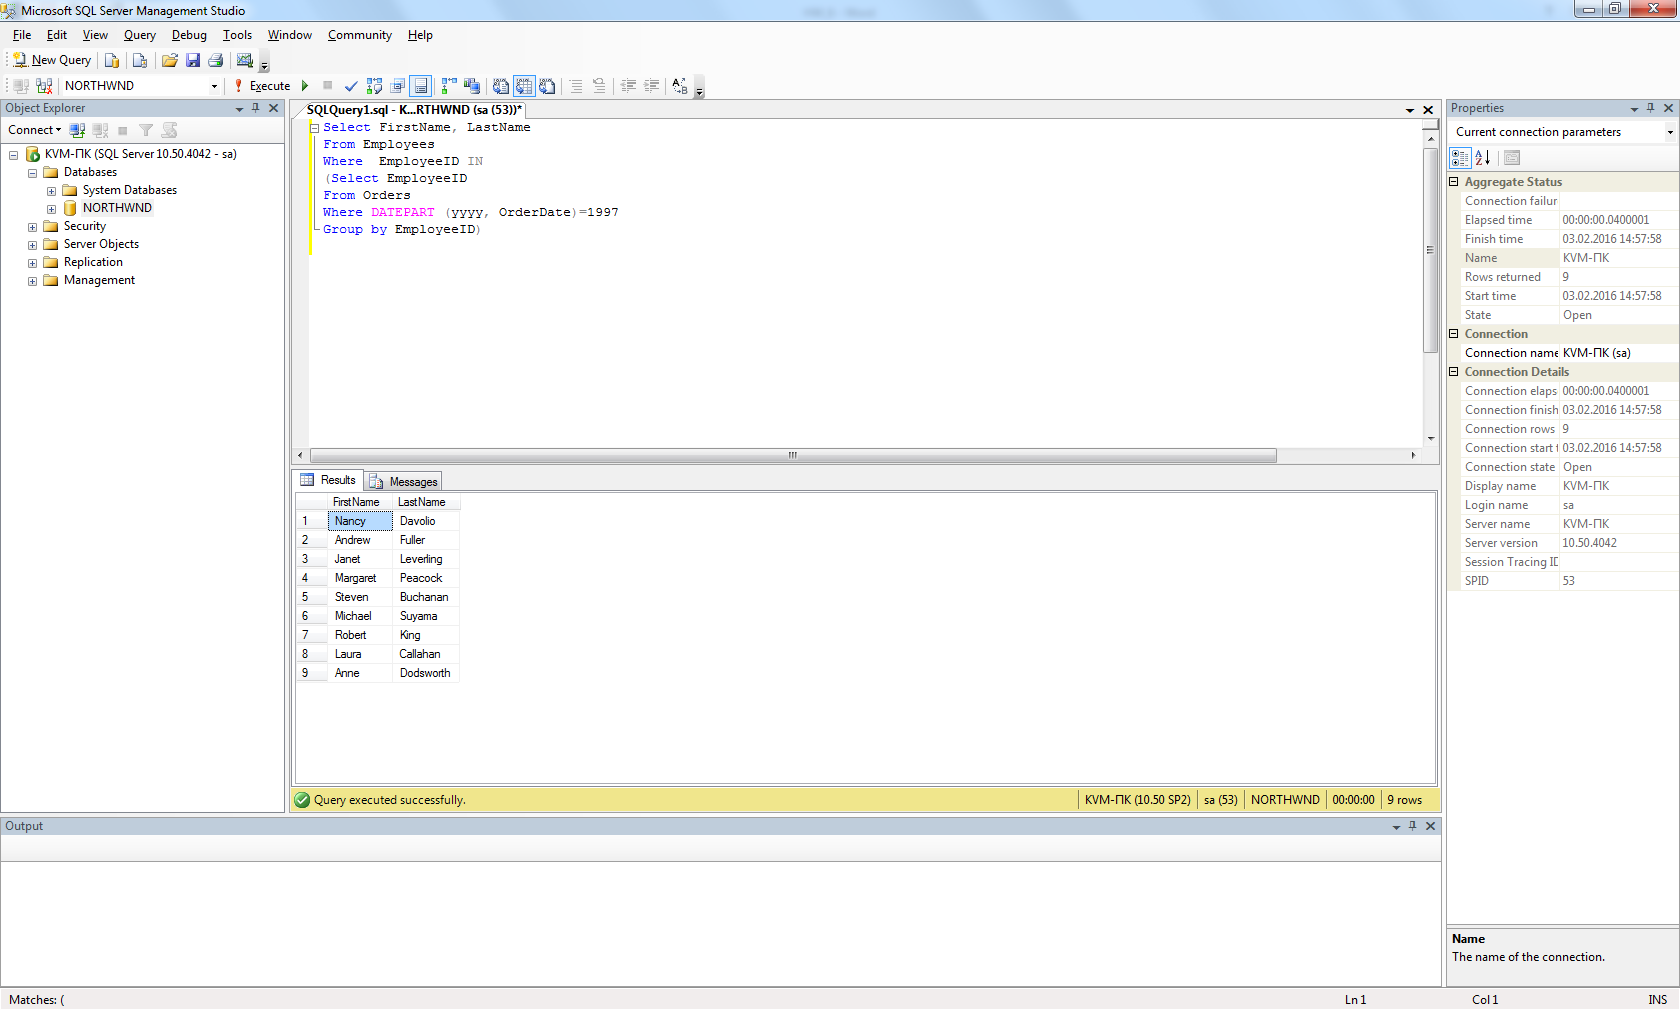 Microsoft SQL Server Management Studio
File Edit View Query Debug Tools Window Community Help
New Query
NORTHWND Execute
Object Explorer
Connect
KVM-ПК (SQL Server 10.50.4042 - sa)
Databases
System Databases
NORTHWND
Security
Server Objects
Replication
Management
SQLQuery1.sql - K...RTHWND (sa (53))*
Select FirstName, LastName
From Employees
Where  EmployeeID IN
(Select EmployeeID
From Orders
Where DATEPART (yyyy, OrderDate)=1997
Group by EmployeeID)
Results Messages
FirstName LastName
1 Nancy Davolio
2 Andrew Fuller
3 Janet Leverling
4 Margaret Peacock
5 Steven Buchanan
6 Michael Suyama
7 Robert King
8 Laura Callahan
9 Anne Dodsworth
Query executed successfully. KVM-ПК (10.50 SP2) sa (53) NORTHWND 00:00:00 9 rows
Output
Properties
Current connection parameters
Aggregate Status
Connection failur
Elapsed time 00:00:00.0400001
Finish time 03.02.2016 14:57:58
Name KVM-ПК
Rows returned 9
Start time 03.02.2016 14:57:58
State Open
Connection
Connection name KVM-ПК (sa)
Connection Details
Connection elaps 00:00:00.0400001
Connection finish 03.02.2016 14:57:58
Connection rows 9
Connection start t 03.02.2016 14:57:58
Connection state Open
Display name KVM-ПК
Login name sa
Server name KVM-ПК
Server version 10.50.4042
Session Tracing ID
SPID 53
Name
The name of the connection.
Matches: ( Ln 1 Col 1 INS